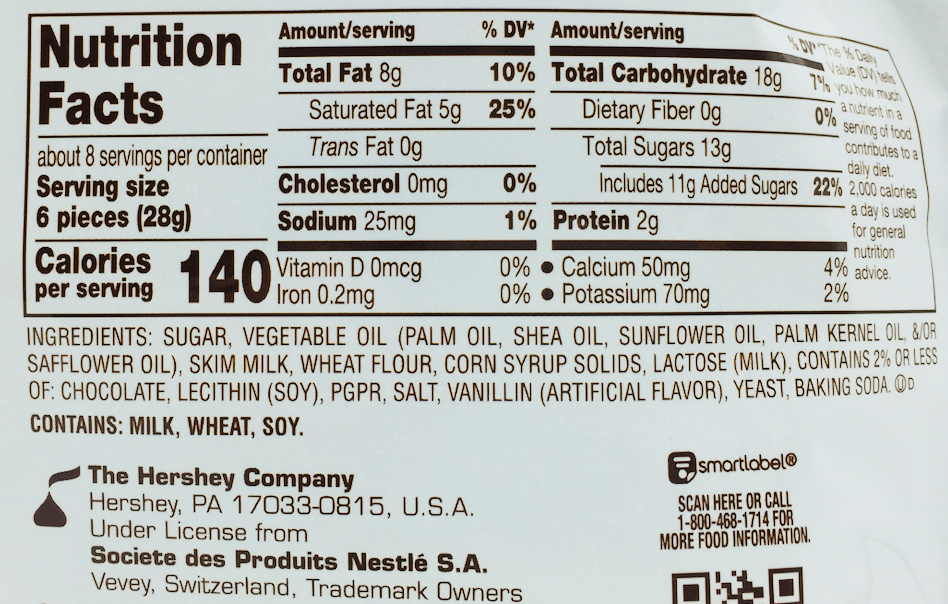 Nutrition
Facts
about 8 servings per container
Serving size
6 pieces (28g)
Calories
per serving
140
Amount/serving % DV*
Total Fat 8g 10%
Saturated Fat 5g 25%
Trans Fat 0g
Cholesterol 0mg 0%
Sodium 25mg 1%
Amount/serving % DV*
Total Carbohydrate 18g 7%
Dietary Fiber 0g 0%
Total Sugars 13g
Includes 11g Added Sugars 22%
Protein 2g
Vitamin D 0mcg 0% • Calcium 50mg 4%
Iron 0.2mg 0% • Potassium 70mg 2%
*The % Daily
Value (DV) tells
you how much
a nutrient in a
serving of food
contributes to a
daily diet.
2,000 calories
a day is used
for general
nutrition
advice.
INGREDIENTS: SUGAR, VEGETABLE OIL (PALM OIL, SHEA OIL, SUNFLOWER OIL, PALM KERNEL OIL, &/OR
SAFFLOWER OIL), SKIM MILK, WHEAT FLOUR, CORN SYRUP SOLIDS, LACTOSE (MILK), CONTAINS 2% OR LESS
OF: CHOCOLATE, LECITHIN (SOY), PGPR, SALT, VANILLIN (ARTIFICIAL FLAVOR), YEAST, BAKING SODA. Ⓤ D
CONTAINS: MILK, WHEAT, SOY.
The Hershey Company
Hershey, PA 17033-0815, U.S.A.
Under License from
Societe des Produits Nestlé S.A.
Vevey, Switzerland, Trademark Owners
smartlabel®
SCAN HERE OR CALL
1-800-468-1714 FOR
MORE FOOD INFORMATION.